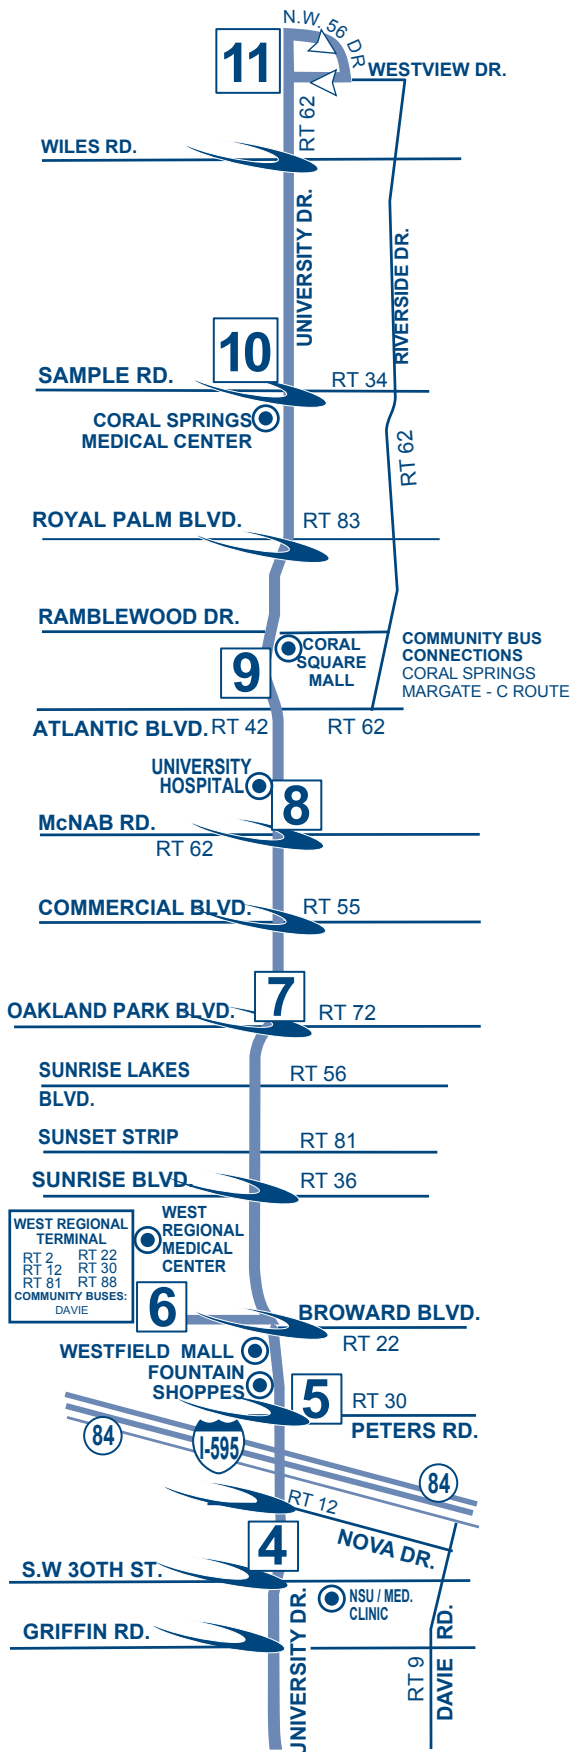 N.W. 56 DR
11
WESTVIEW DR.
RT 62
WILES RD.
UNIVERSITY DR.
RIVERSIDE DR.
10
SAMPLE RD.
RT 34
CORAL SPRINGS
MEDICAL CENTER
RT 62
ROYAL PALM BLVD.
RT 83
RAMBLEWOOD DR.
CORAL
SQUARE
MALL
COMMUNITY BUS
CONNECTIONS
CORAL SPRINGS
MARGATE - C ROUTE
9
ATLANTIC BLVD.
RT 42
RT 62
UNIVERSITY
HOSPITAL
8
McNAB RD.
RT 62
COMMERCIAL BLVD.
RT 55
7
OAKLAND PARK BLVD.
RT 72
SUNRISE LAKES
BLVD.
RT 56
SUNSET STRIP
RT 81
SUNRISE BLVD.
RT 36
WEST REGIONAL
TERMINAL
RT 2 RT 22
RT 12 RT 30
RT 81 RT 88
COMMUNITY BUSES:
DAVIE
WEST
REGIONAL
MEDICAL
CENTER
6
BROWARD BLVD.
RT 22
WESTFIELD MALL
FOUNTAIN
SHOPPES
5
RT 30
PETERS RD.
84
I-595
84
RT 12
NOVA DR.
4
S.W 3OTH ST.
NSU / MED.
CLINIC
GRIFFIN RD.
UNIVERSITY DR.
RT 9
DAVIE RD.